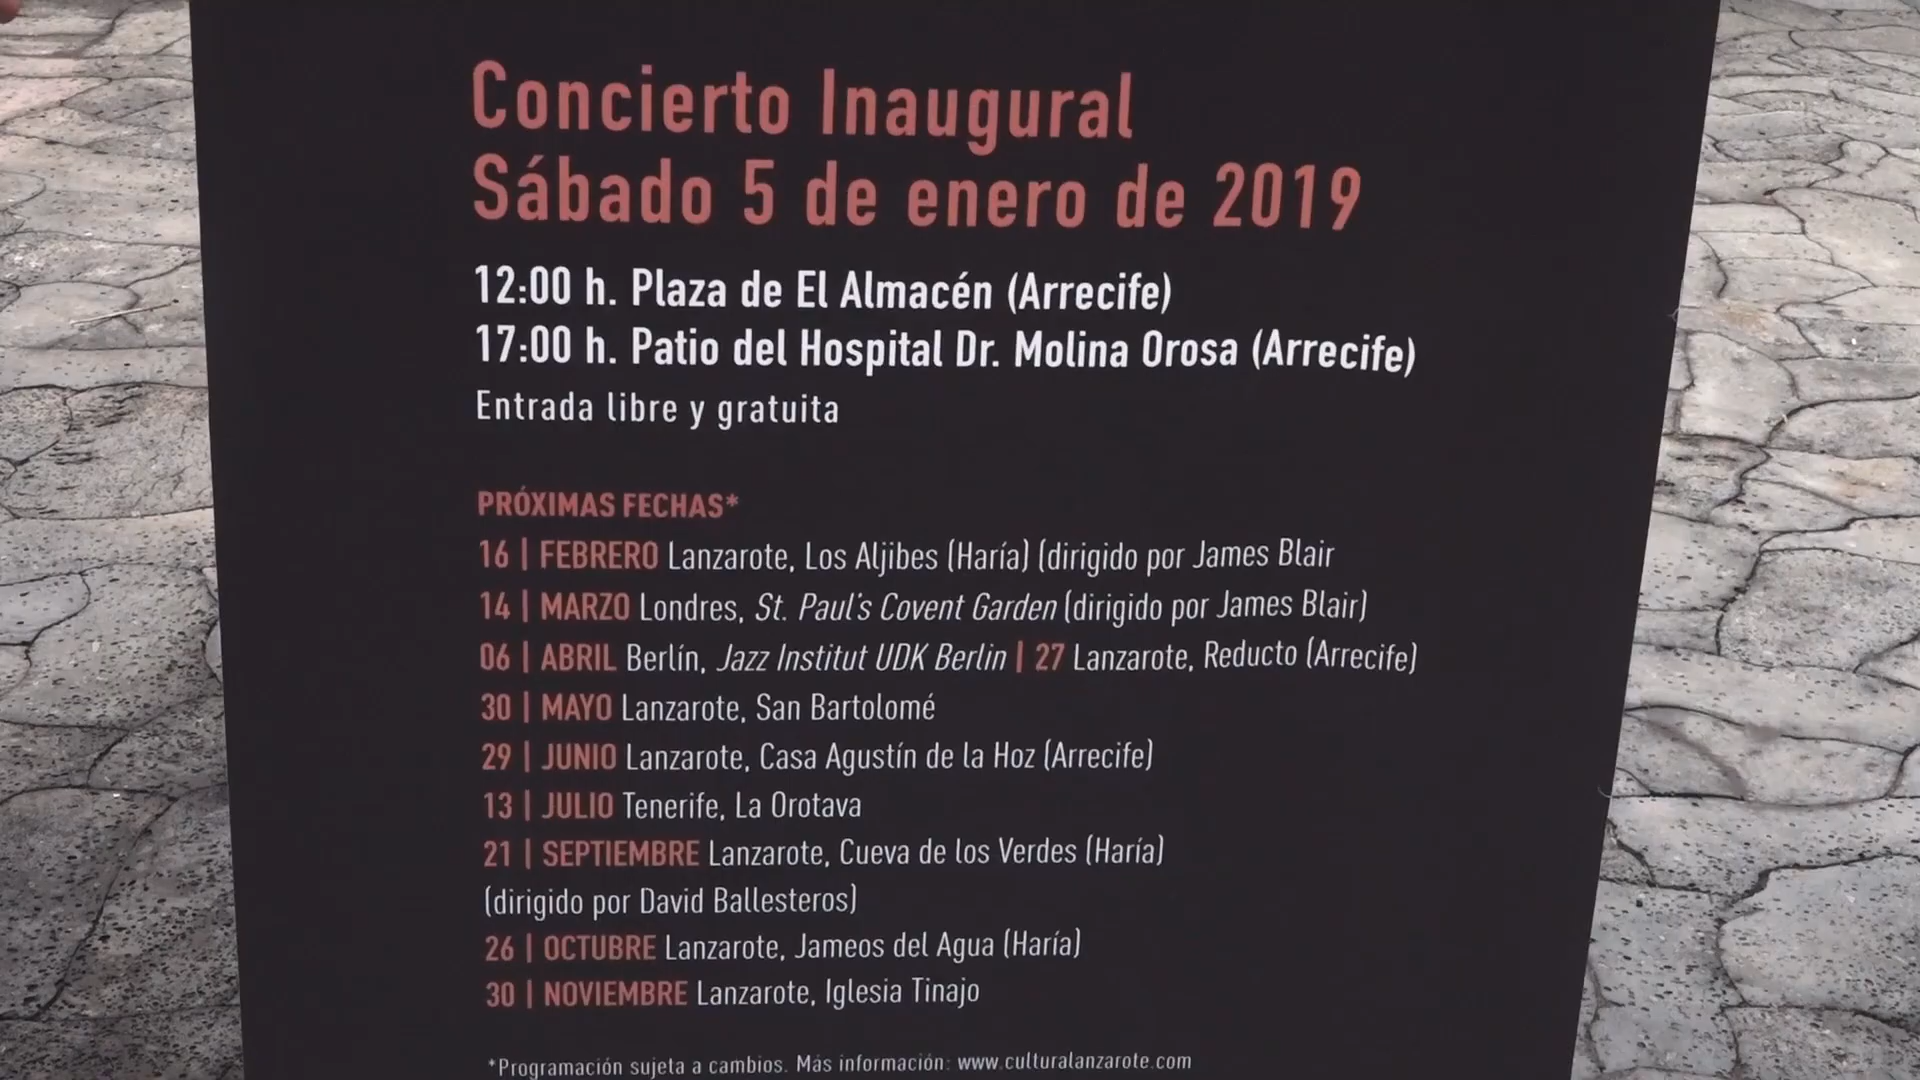 Concierto Inaugural
Sábado 5 de enero de 2019
12:00 h. Plaza de El Almacén (Arrecife)
17:00 h. Patio del Hospital Dr. Molina Orosa (Arrecife)
Entrada libre y gratuita
PRÓXIMAS FECHAS*
16 | FEBRERO Lanzarote, Los Aljibes (Haría) (dirigido por James Blair
14 | MARZO Londres, St. Paul's Covent Garden (dirigido por James Blair)
06 | ABRIL Berlín, Jazz Institut UDK Berlin | 27 Lanzarote, Reducto (Arrecife)
30 | MAYO Lanzarote, San Bartolomé
29 | JUNIO Lanzarote, Casa Agustín de la Hoz (Arrecife)
13 | JULIO Tenerife, La Orotava
21 | SEPTIEMBRE Lanzarote, Cueva de los Verdes (Haría)
(dirigido por David Ballesteros)
26 | OCTUBRE Lanzarote, Jameos del Agua (Haría)
30 | NOVIEMBRE Lanzarote, Iglesia Tinajo
*Programación sujeta a cambios. Más información: www.culturalanzarote.com